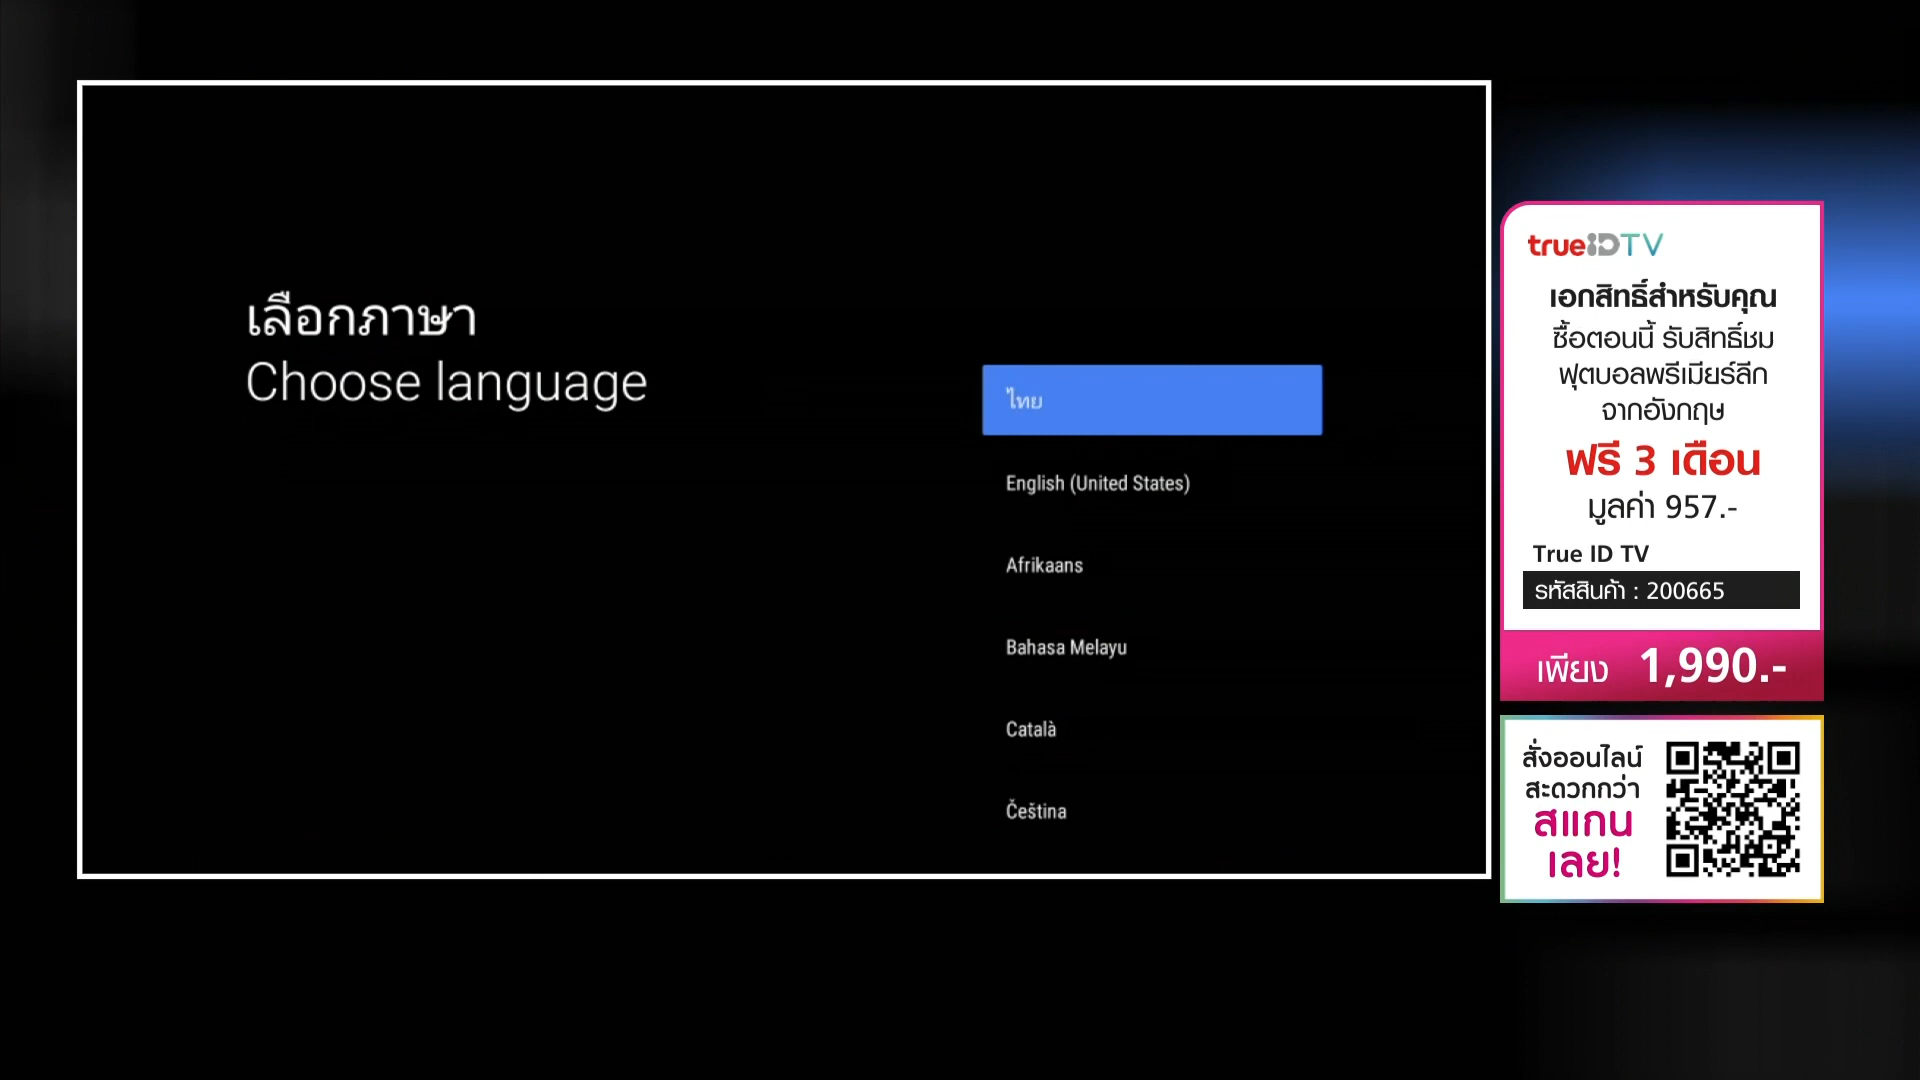 เลือกภาษา
Choose language
ไทย
English (United States)
Afrikaans
Bahasa Melayu
Català
Čeština
trueIDTV
เอกสิทธิ์สำหรับคุณ
ซื้อตอนนี้ รับสิทธิ์ชม
ฟุตบอลพรีเมียร์ลีก
จากอังกฤษ
ฟรี 3 เดือน
มูลค่า 957.-
True ID TV
รหัสสินค้า : 200665
เพียง 1,990.-
สั่งออนไลน์
สะดวกกว่า
สแกน
เลย!